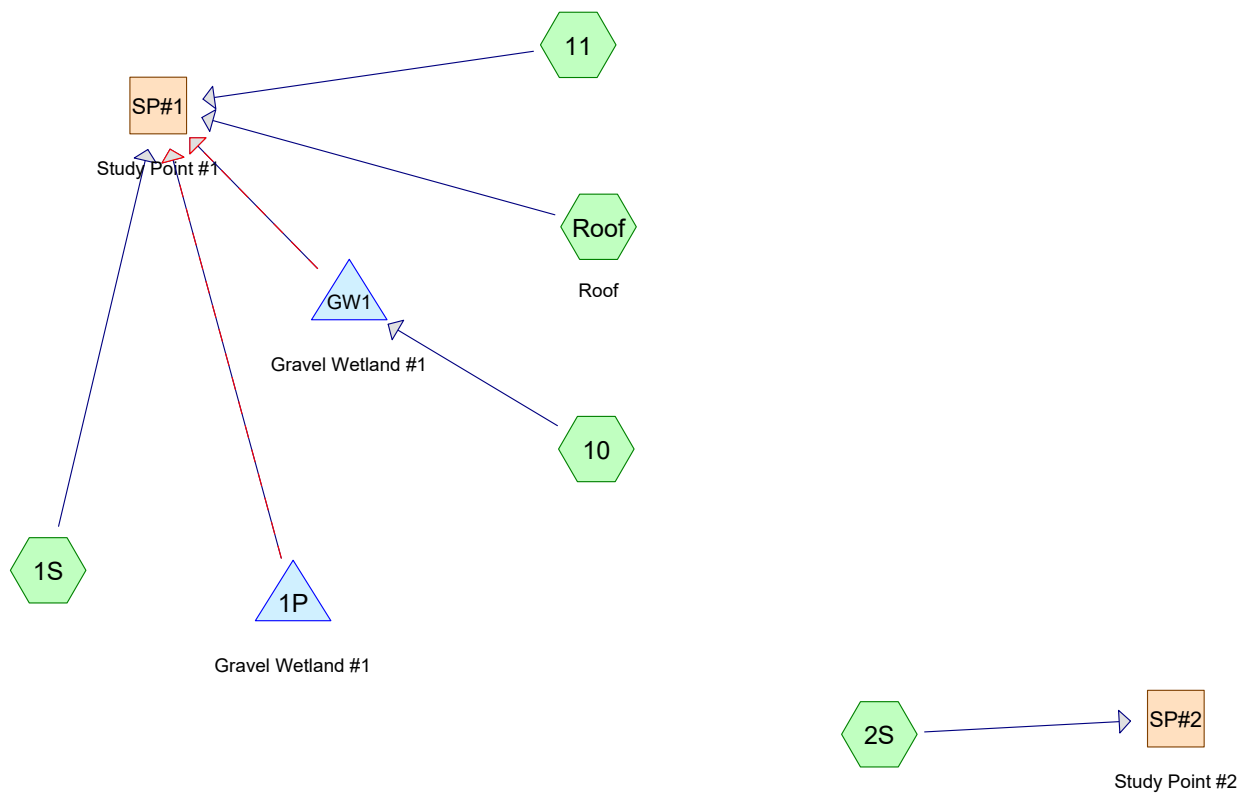 11
SP#1
Study Point #1
Roof
Roof
GW1
Gravel Wetland #1
10
1S
1P
Gravel Wetland #1
2S
SP#2
Study Point #2